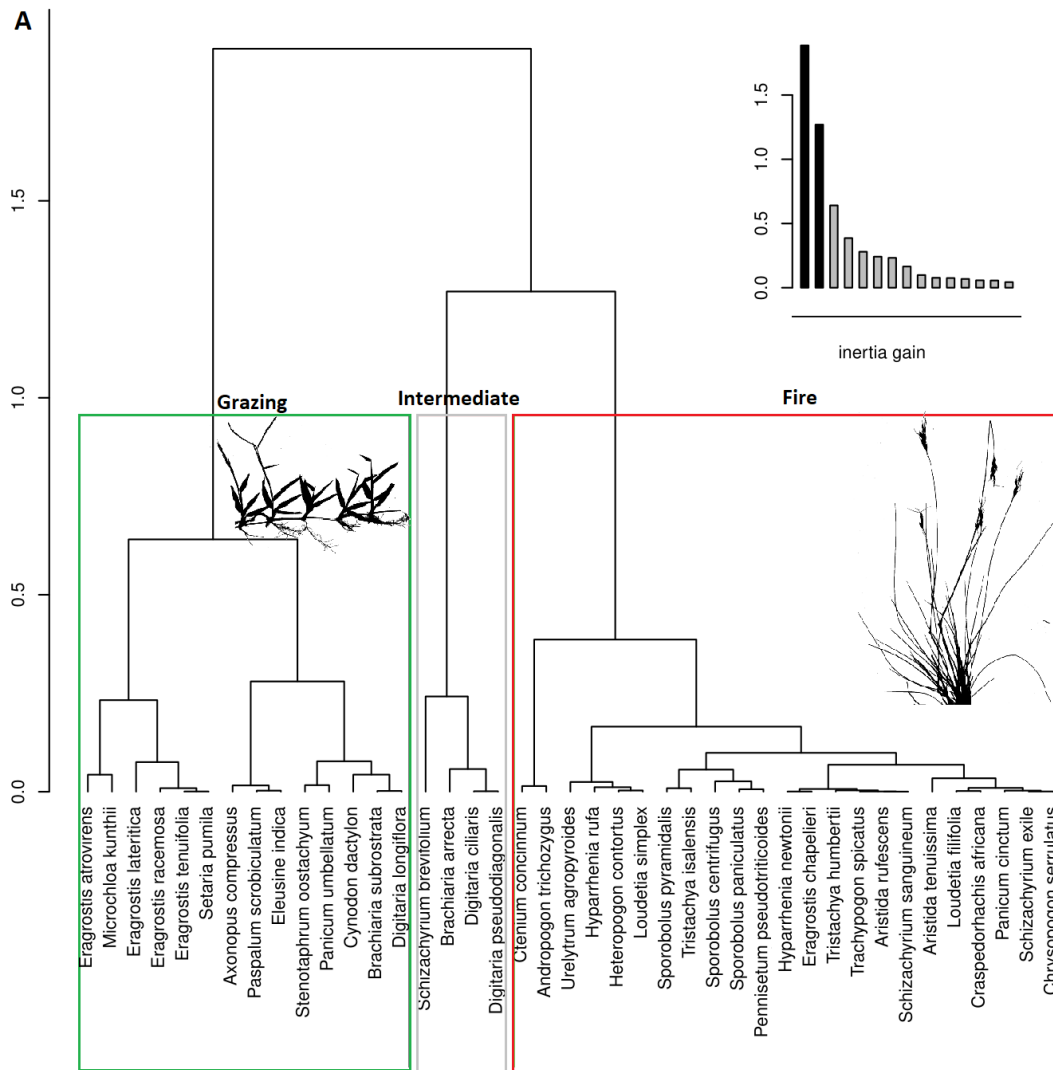 A
1.5
1.0
0.5
0.0
1.5
1.0
0.5
0.0
inertia gain
Grazing
Intermediate
Fire
Eragrostis atrovirens
Microchloa kunthii
Eragrostis lateritica
Eragrostis racemosa
Eragrostis tenuifolia
Setaria pumila
Axonopus compressus
Paspalum scrobiculatum
Eleusine indica
Stenotaphrum oostachyum
Panicum umbellatum
Cynodon dactylon
Brachiaria subrostrata
Digitaria longiflora
Schizachyrium brevifolium
Brachiaria arrecta
Digitaria ciliaris
Digitaria pseudodiagonalis
Ctenium concinnum
Andropogon trichozygus
Urelytrum agropyroides
Hyparrhenia rufa
Heteropogon contortus
Loudetia simplex
Sporobolus pyramidalis
Tristachya isalensis
Sporobolus centrifugus
Sporobolus paniculatus
Pennisetum pseudotriticoides
Hyparrhenia newtonii
Eragrostis chapelieri
Tristachya humbertii
Trachypogon spicatus
Aristida rufescens
Schizachyrium sanguineum
Aristida tenuissima
Loudetia filifolia
Craspedorhachis africana
Panicum cinctum
Schizachyrium exile
Chrysopogon serrulatus